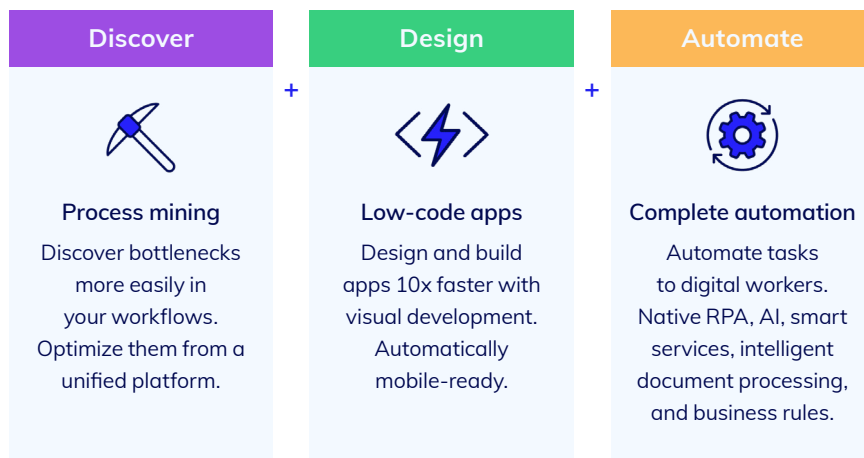 Discover
+
Design
+
Automate
Process mining
Discover bottlenecks
more easily in
your workflows.
Optimize them from a
unified platform.
Low-code apps
Design and build
apps 10x faster with
visual development.
Automatically
mobile-ready.
Complete automation
Automate tasks
to digital workers.
Native RPA, AI, smart
services, intelligent
document processing,
and business rules.